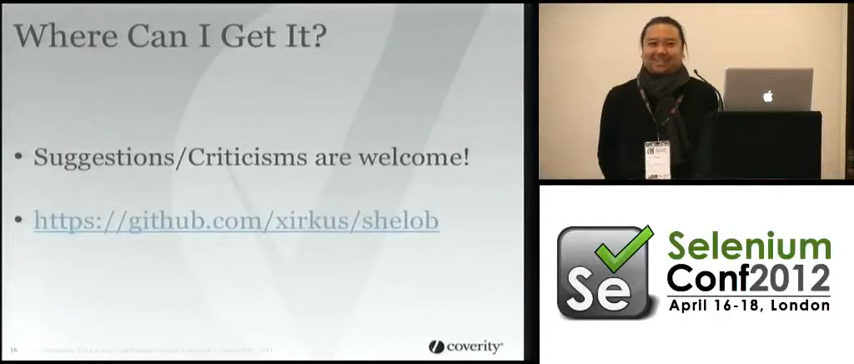 Where Can I Get It?
• Suggestions/Criticisms are welcome!
• https://github.com/xirkus/shelob
16
coverity
Se
Selenium
Conf2012
April 16-18, London